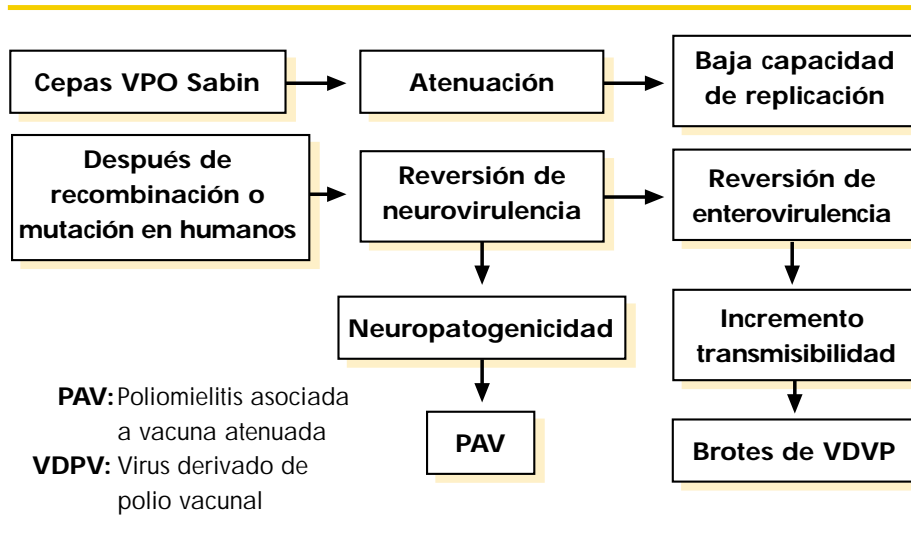 Cepas VPO Sabin
Atenuación
Baja capacidad
de replicación
Después de
recombinación o
mutación en humanos
Reversión de
neurovirulencia
Reversión de
enterovirulencia
Neuropatogenicidad
Incremento
transmisibilidad
PAV
Brotes de VDVP
PAV: Poliomielitis asociada
a vacuna atenuada
VDPV: Virus derivado de
polio vacunal